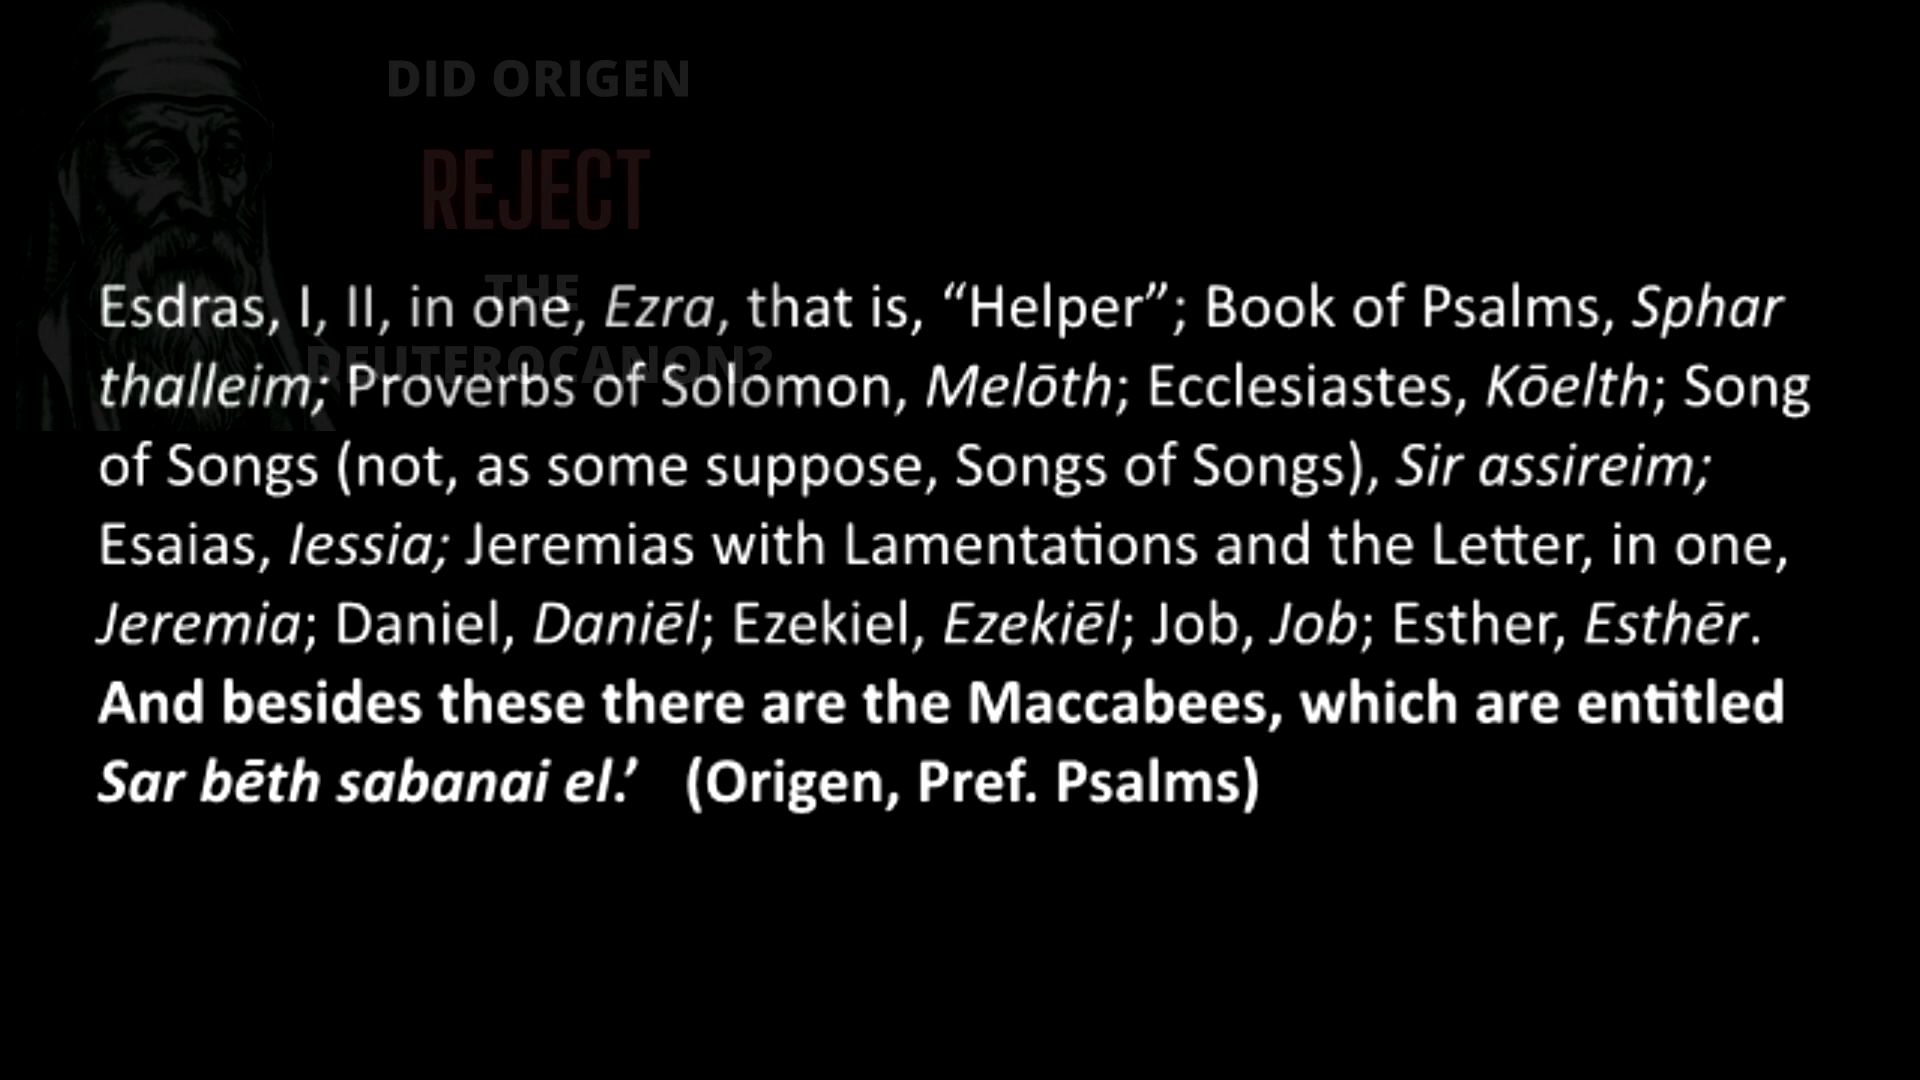 DID ORIGEN
REJECT
THE
DEUTEROCANON?
Esdras, I, II, in one, Ezra, that is, “Helper”; Book of Psalms, Sphar
thalleim; Proverbs of Solomon, Melōth; Ecclesiastes, Kōelth; Song
of Songs (not, as some suppose, Songs of Songs), Sir assireim;
Esaias, Iessia; Jeremias with Lamentations and the Letter, in one,
Jeremia; Daniel, Daniēl; Ezekiel, Ezekiēl; Job, Job; Esther, Esthēr.
And besides these there are the Maccabees, which are entitled
Sar bēth sabanai el.’ (Origen, Pref. Psalms)